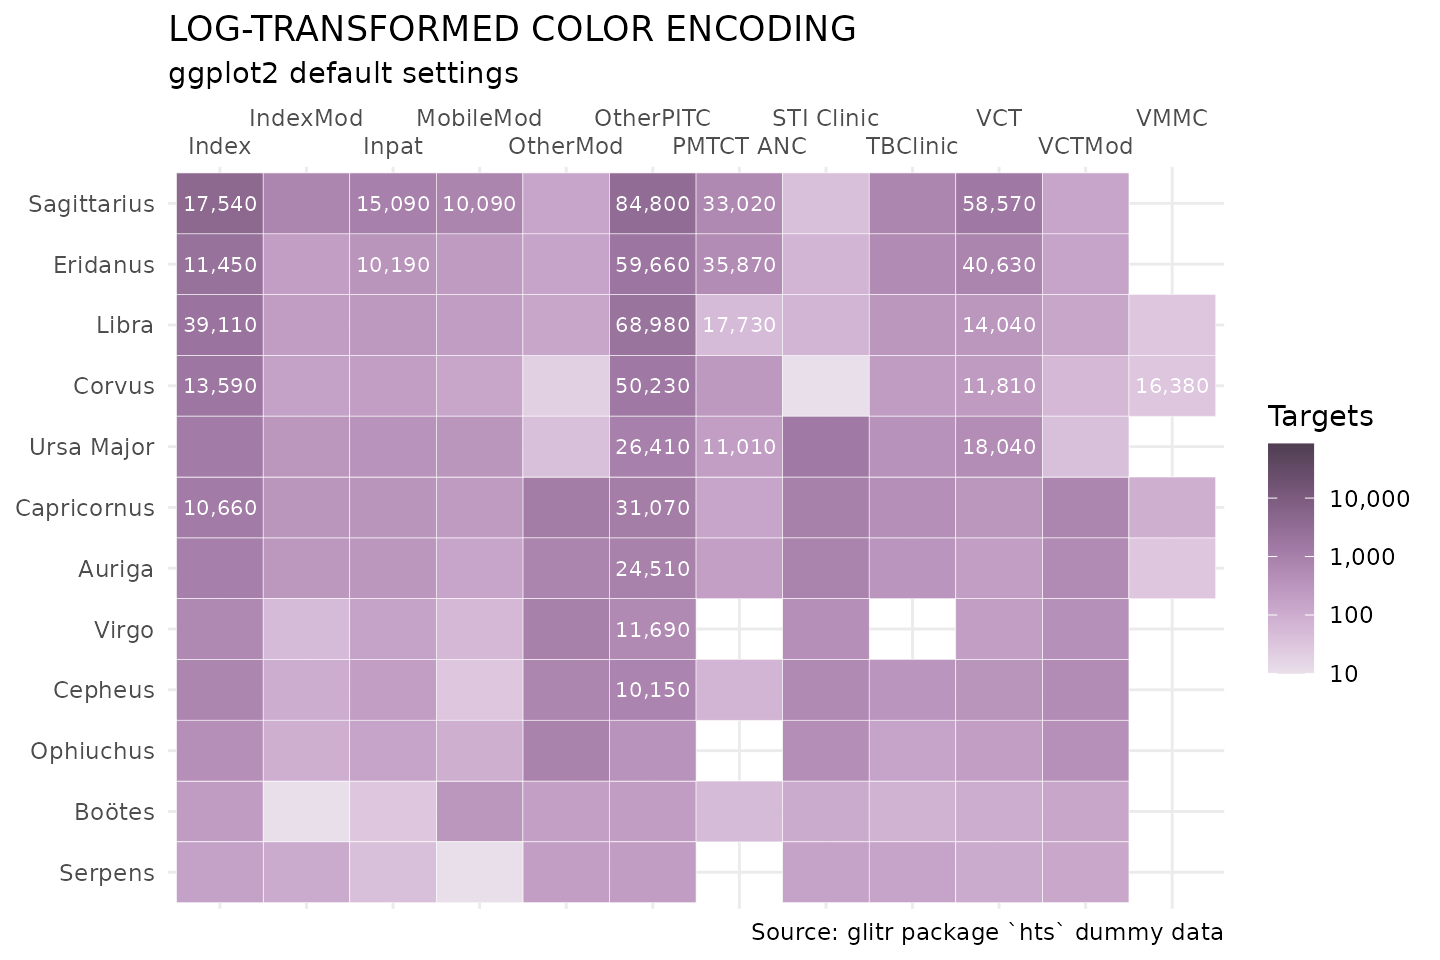 LOG-TRANSFORMED COLOR ENCODING
ggplot2 default settings
IndexMod MobileMod OtherPITC STI Clinic VCT VMMC
Index Inpat OtherMod PMTCT ANC TBClinic VCTMod
Sagittarius 17,540 15,090 10,090 84,800 33,020 58,570
Eridanus 11,450 10,190 59,660 35,870 40,630
Libra 39,110 68,980 17,730 14,040
Corvus 13,590 50,230 11,810 16,380
Ursa Major 26,410 11,010 18,040
Capricornus 10,660 31,070
Auriga 24,510
Virgo 11,690
Cepheus 10,150
Ophiuchus
Boötes
Serpens
Targets
10,000
1,000
100
10
Source: glitr package `hts` dummy data